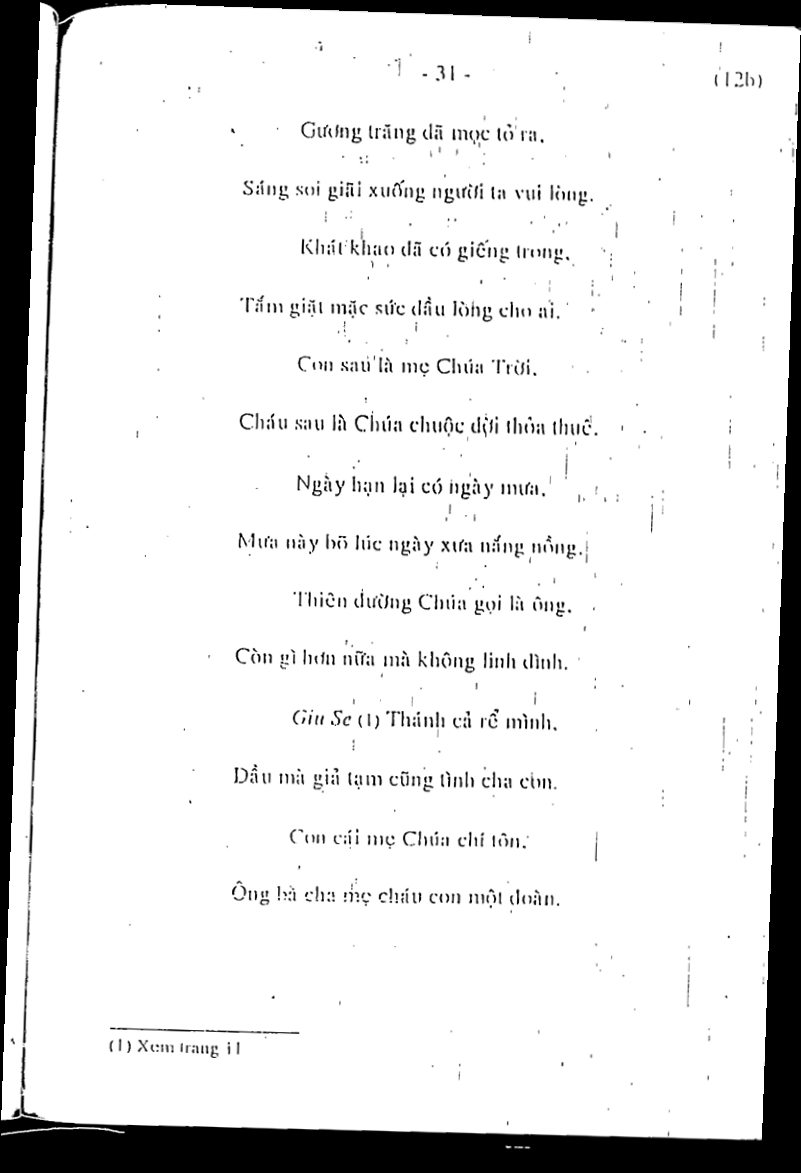 - 31 -
(12b)
Gương trăng đã mọc tỏ ra.
Sáng soi giãi xuống người ta vui lòng.
Khát khao đã có giếng trong.
Tắm giặt mặc sức dầu lòng cho ai.
Con sau là mẹ Chúa Trời.
Cháu sau là Chúa chuộc đời thỏa thuê.
Ngày hạn lại có ngày mưa.
Mưa này bõ lúc ngày xưa nắng nồng.
Thiên đường Chúa gọi là ông.
Còn gì hơn nữa mà không linh đình.
Giu Se (1) Thánh cả rể mình.
Dầu mà giả tạm cũng tình cha con.
Con cái mẹ Chúa chí tôn.
Ông bà cha mẹ cháu con một đoàn.
(1) Xem trang